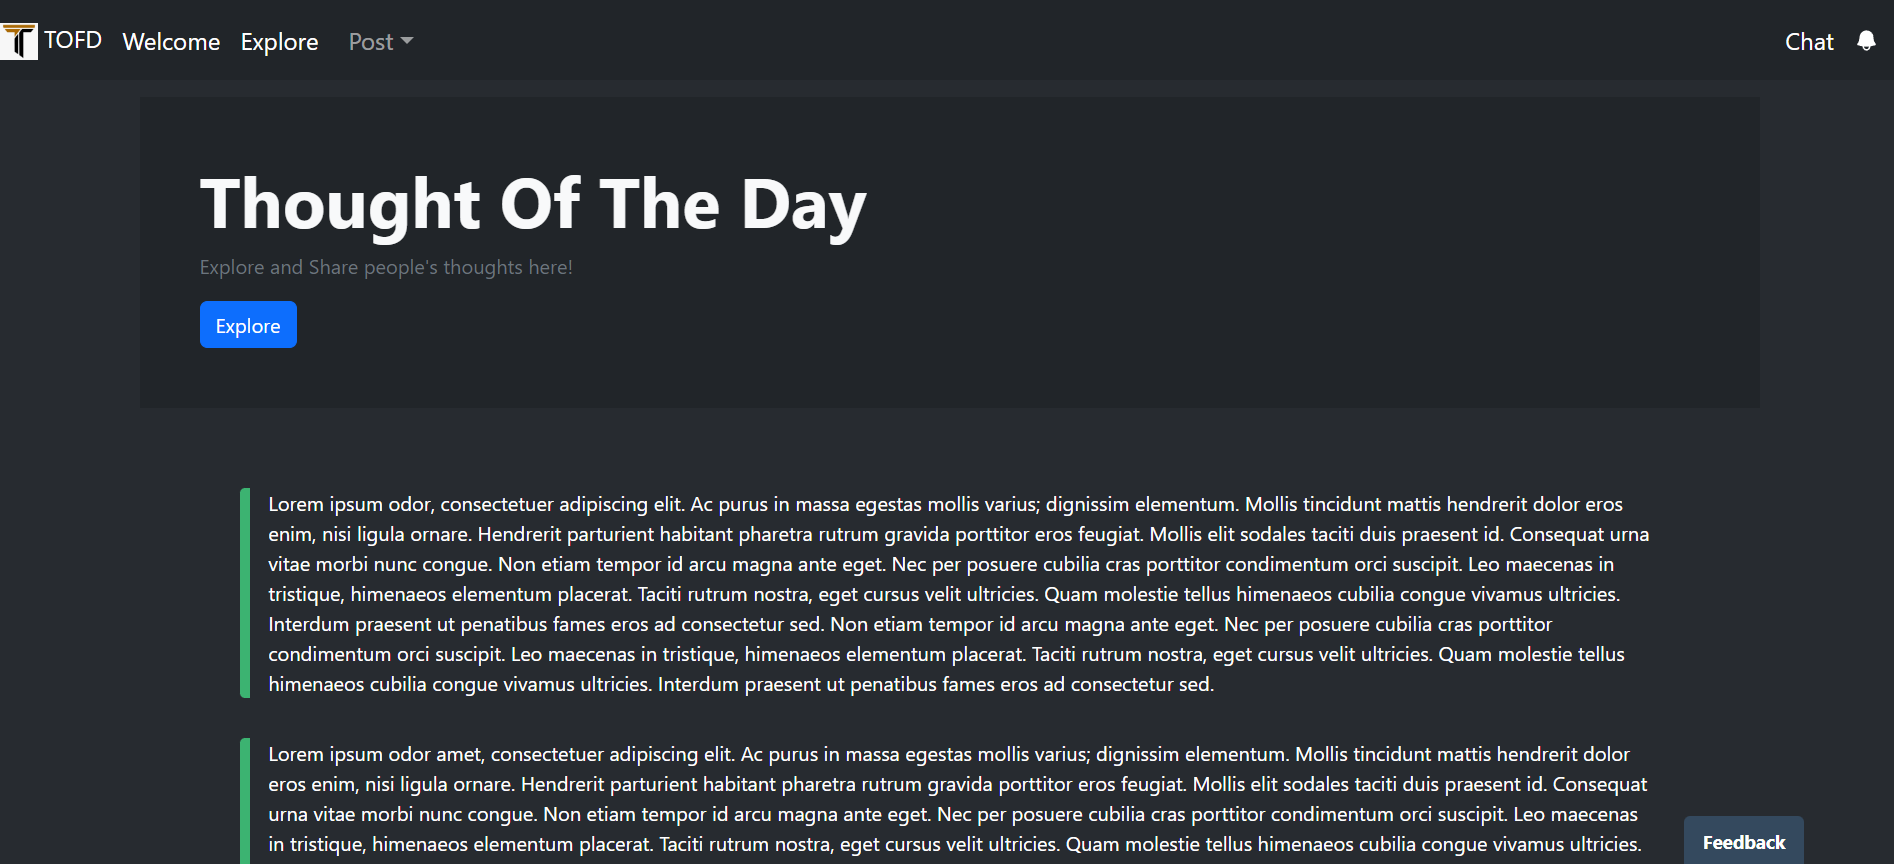 TOFD Welcome Explore Post Chat
Thought Of The Day
Explore and Share people's thoughts here!
Explore
Lorem ipsum odor, consectetuer adipiscing elit. Ac purus in massa egestas mollis varius; dignissim elementum. Mollis tincidunt mattis hendrerit dolor eros
enim, nisi ligula ornare. Hendrerit parturient habitant pharetra rutrum gravida porttitor eros feugiat. Mollis elit sodales taciti duis praesent id. Consequat urna
vitae morbi nunc congue. Non etiam tempor id arcu magna ante eget. Nec per posuere cubilia cras porttitor condimentum orci suscipit. Leo maecenas in
tristique, himenaeos elementum placerat. Taciti rutrum nostra, eget cursus velit ultricies. Quam molestie tellus himenaeos cubilia congue vivamus ultricies.
Interdum praesent ut penatibus fames eros ad consectetur sed. Non etiam tempor id arcu magna ante eget. Nec per posuere cubilia cras porttitor
condimentum orci suscipit. Leo maecenas in tristique, himenaeos elementum placerat. Taciti rutrum nostra, eget cursus velit ultricies. Quam molestie tellus
himenaeos cubilia congue vivamus ultricies. Interdum praesent ut penatibus fames eros ad consectetur sed.
Lorem ipsum odor amet, consectetuer adipiscing elit. Ac purus in massa egestas mollis varius; dignissim elementum. Mollis tincidunt mattis hendrerit dolor
eros enim, nisi ligula ornare. Hendrerit parturient habitant pharetra rutrum gravida porttitor eros feugiat. Mollis elit sodales taciti duis praesent id. Consequat
urna vitae morbi nunc congue. Non etiam tempor id arcu magna ante eget. Nec per posuere cubilia cras porttitor condimentum orci suscipit. Leo maecenas
in tristique, himenaeos elementum placerat. Taciti rutrum nostra, eget cursus velit ultricies. Quam molestie tellus himenaeos cubilia congue vivamus ultricies.
Feedback